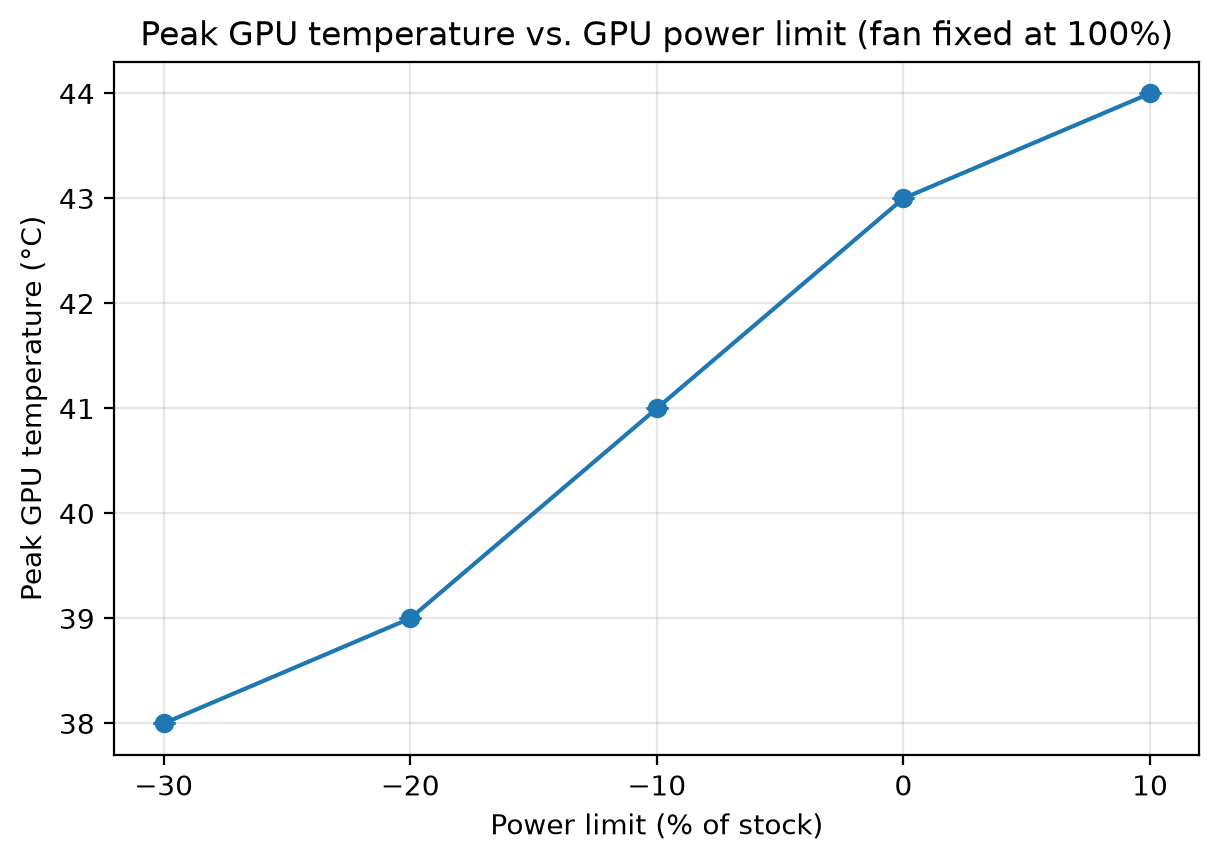 Peak GPU temperature vs. GPU power limit (fan fixed at 100%)
Peak GPU temperature (°C)
44
43
42
41
40
39
38
−30 −20 −10 0 10
Power limit (% of stock)